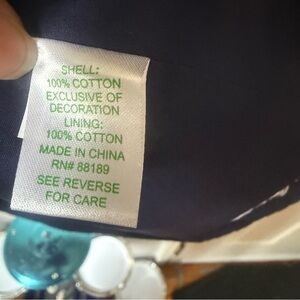 SHELL:
100% COTTON
EXCLUSIVE OF
DECORATION
LINING:
100% COTTON
MADE IN CHINA
RN# 88189
SEE REVERSE
FOR CARE